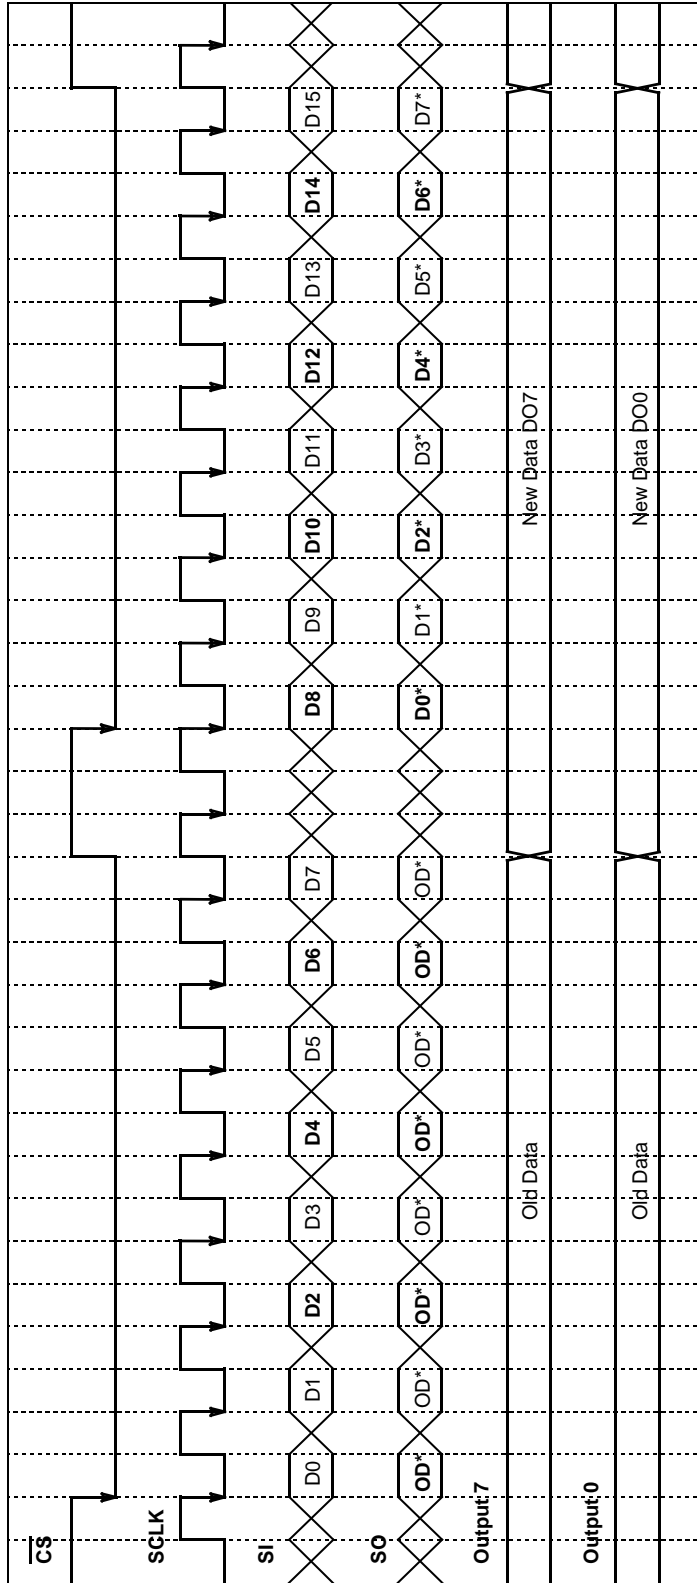 CS
SCLK
SI D0 D1 D2 D3 D4 D5 D6 D7 D8 D9 D10 D11 D12 D13 D14 D15
SO OD* OD* OD* OD* OD* OD* OD* OD* D0* D1* D2* D3* D4* D5* D6* D7*
Output 7 Old Data New Data DO7
Output 0 Old Data New Data DO0